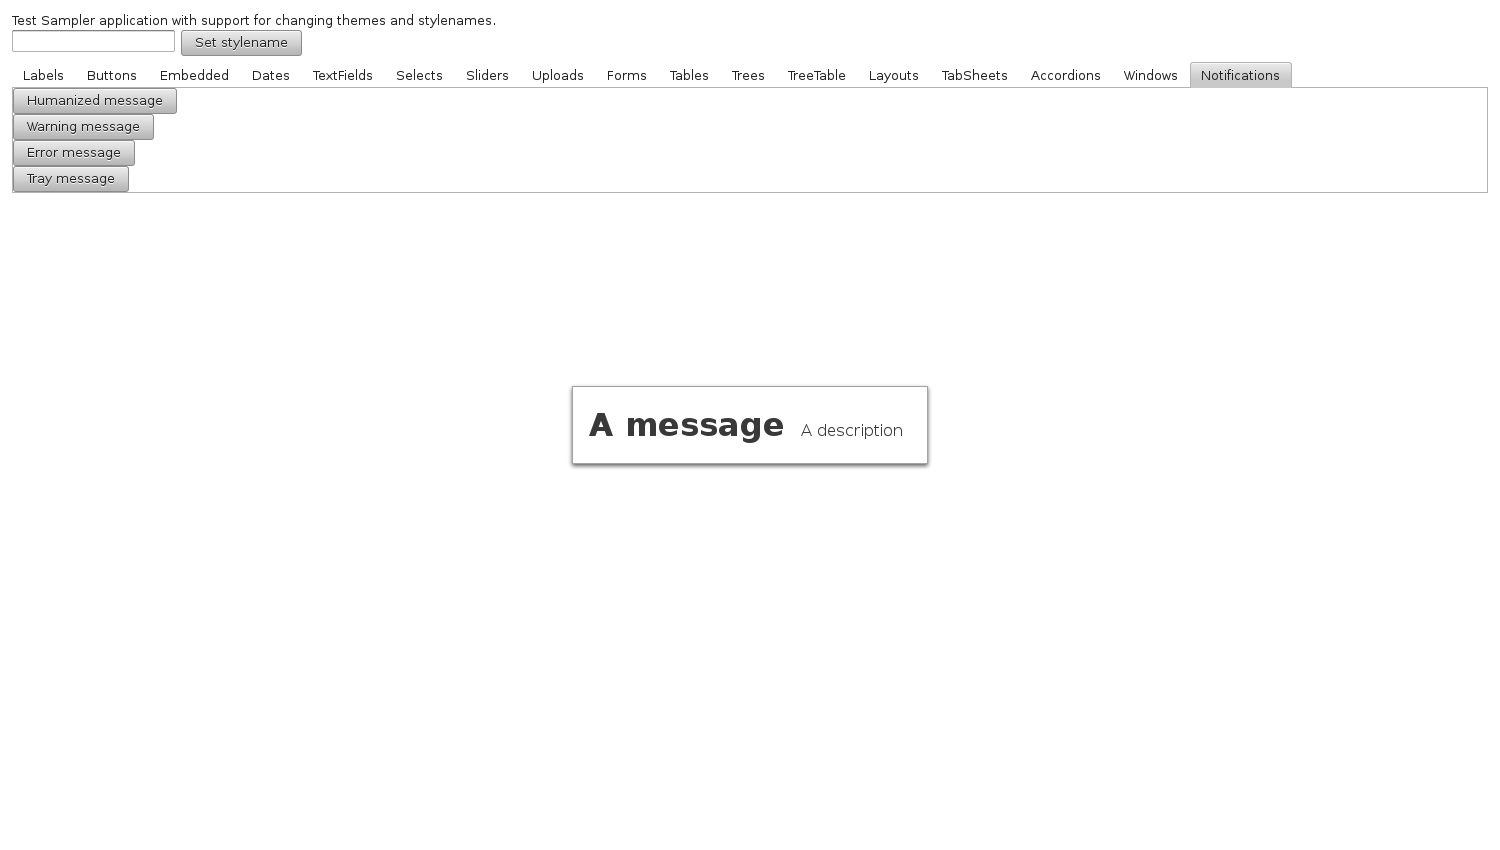 Test Sampler application with support for changing themes and stylenames.
Set stylename
Labels Buttons Embedded Dates TextFields Selects Sliders Uploads Forms Tables Trees TreeTable Layouts TabSheets Accordions Windows Notifications
Humanized message
Warning message
Error message
Tray message
A message A description